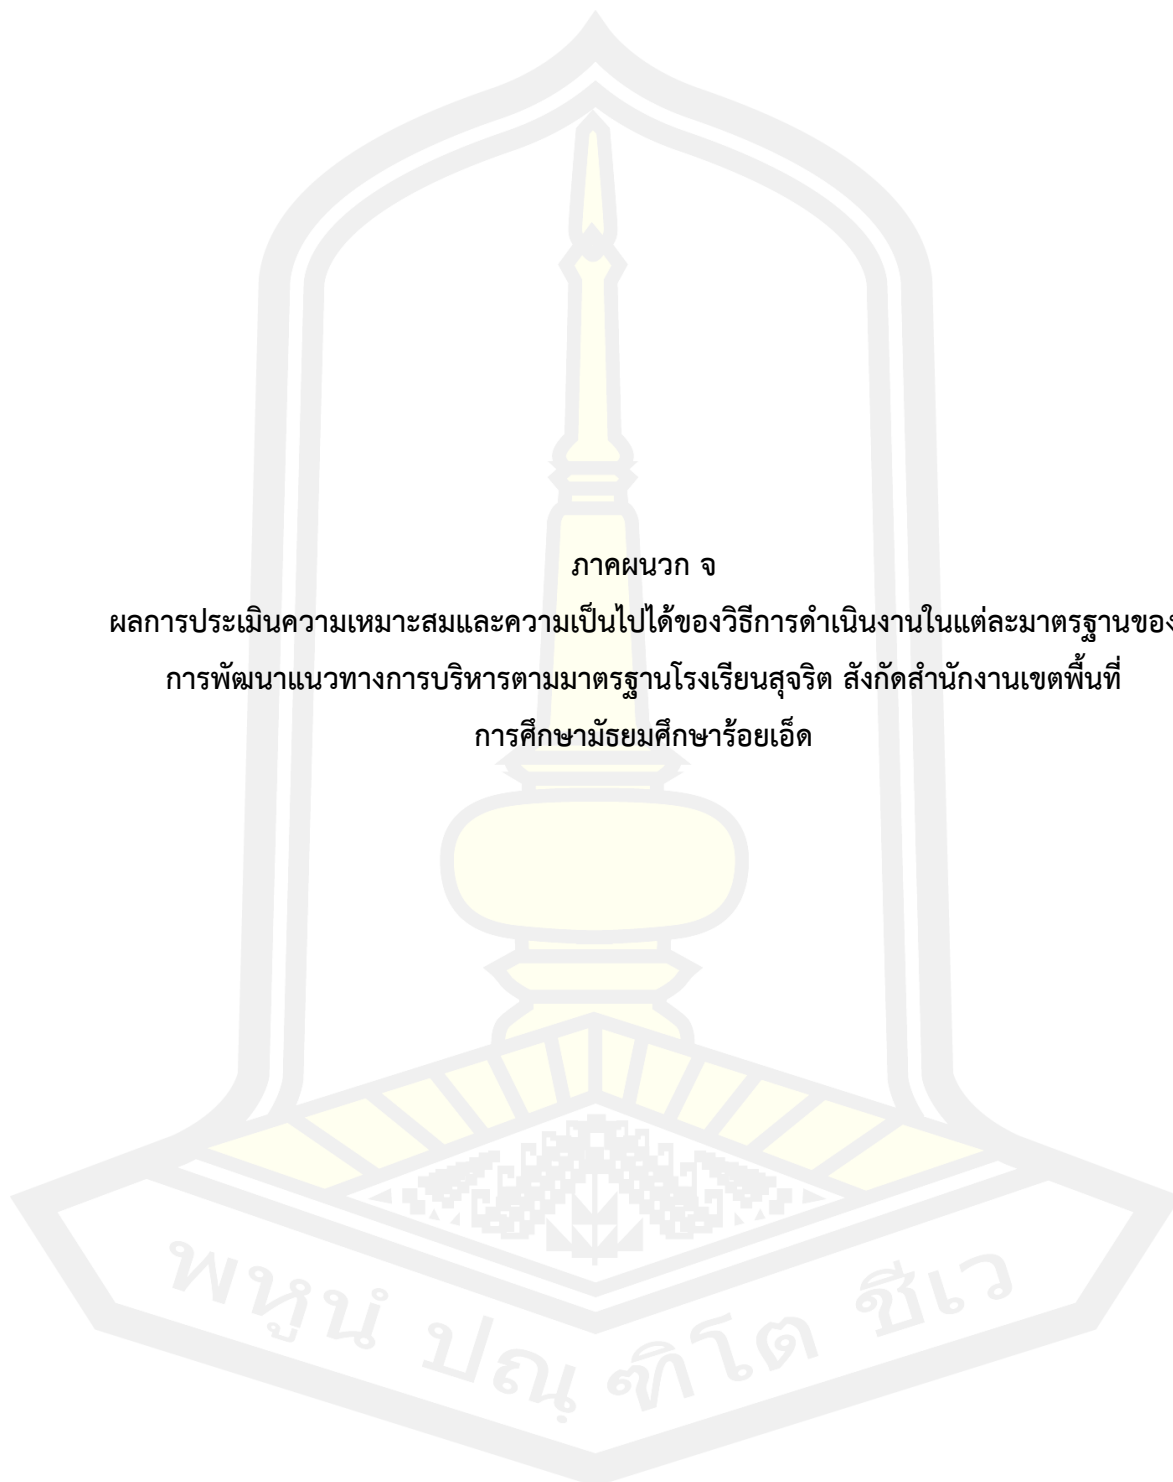 ภาคผนวก จ
ผลการประเมินความเหมาะสมและความเป็นไปได้ของวิธีการดำเนินงานในแต่ละมาตรฐานของ
การพัฒนาแนวทางการบริหารตามมาตรฐานโรงเรียนสุจริต สังกัดสำนักงานเขตพื้นที่
การศึกษามัธยมศึกษาร้อยเอ็ด
พหูนํ ปณฺฑิโต ชีเว